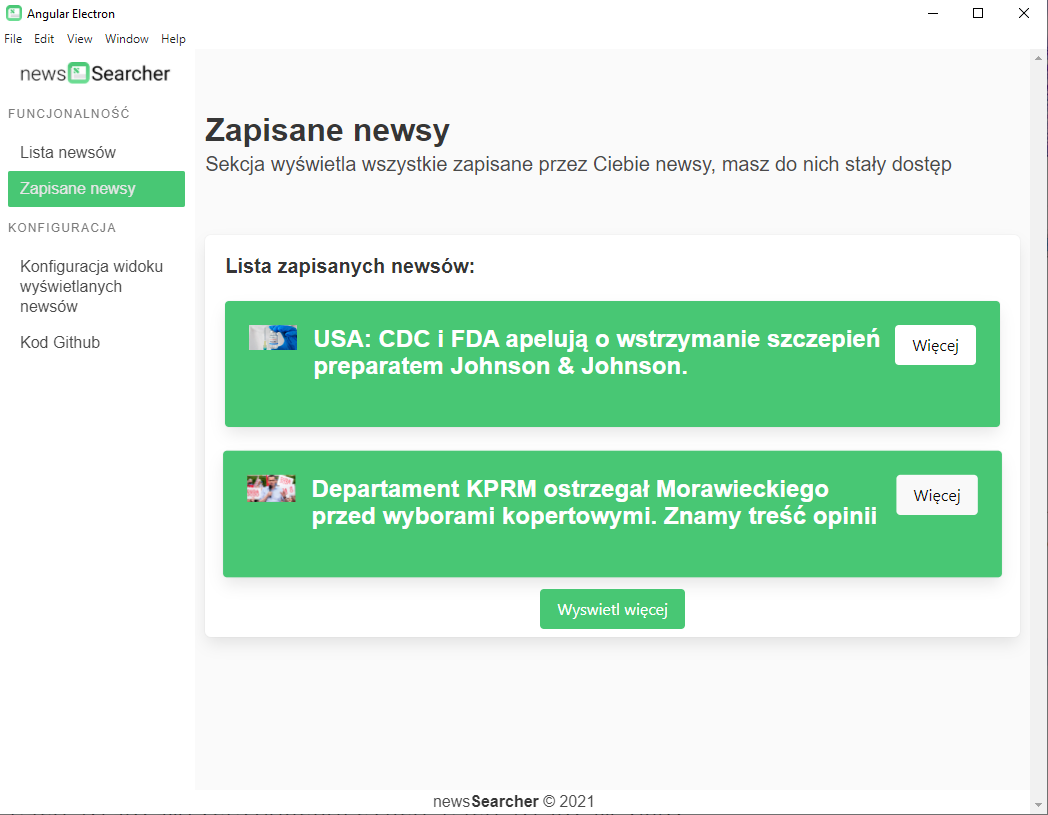 Angular Electron
File Edit View Window Help
newsSearcher
FUNCJONALNOŚĆ
Lista newsów
Zapisane newsy
KONFIGURACJA
Konfiguracja widoku
wyświetlanych
newsów
Kod Github
Zapisane newsy
Sekcja wyświetla wszystkie zapisane przez Ciebie newsy, masz do nich stały dostęp
Lista zapisanych newsów:
USA: CDC i FDA apelują o wstrzymanie szczepień
preparatem Johnson & Johnson.
Więcej
Departament KPRM ostrzegał Morawieckiego
przed wyborami kopertowymi. Znamy treść opinii
Więcej
Wyswietl więcej
newsSearcher © 2021